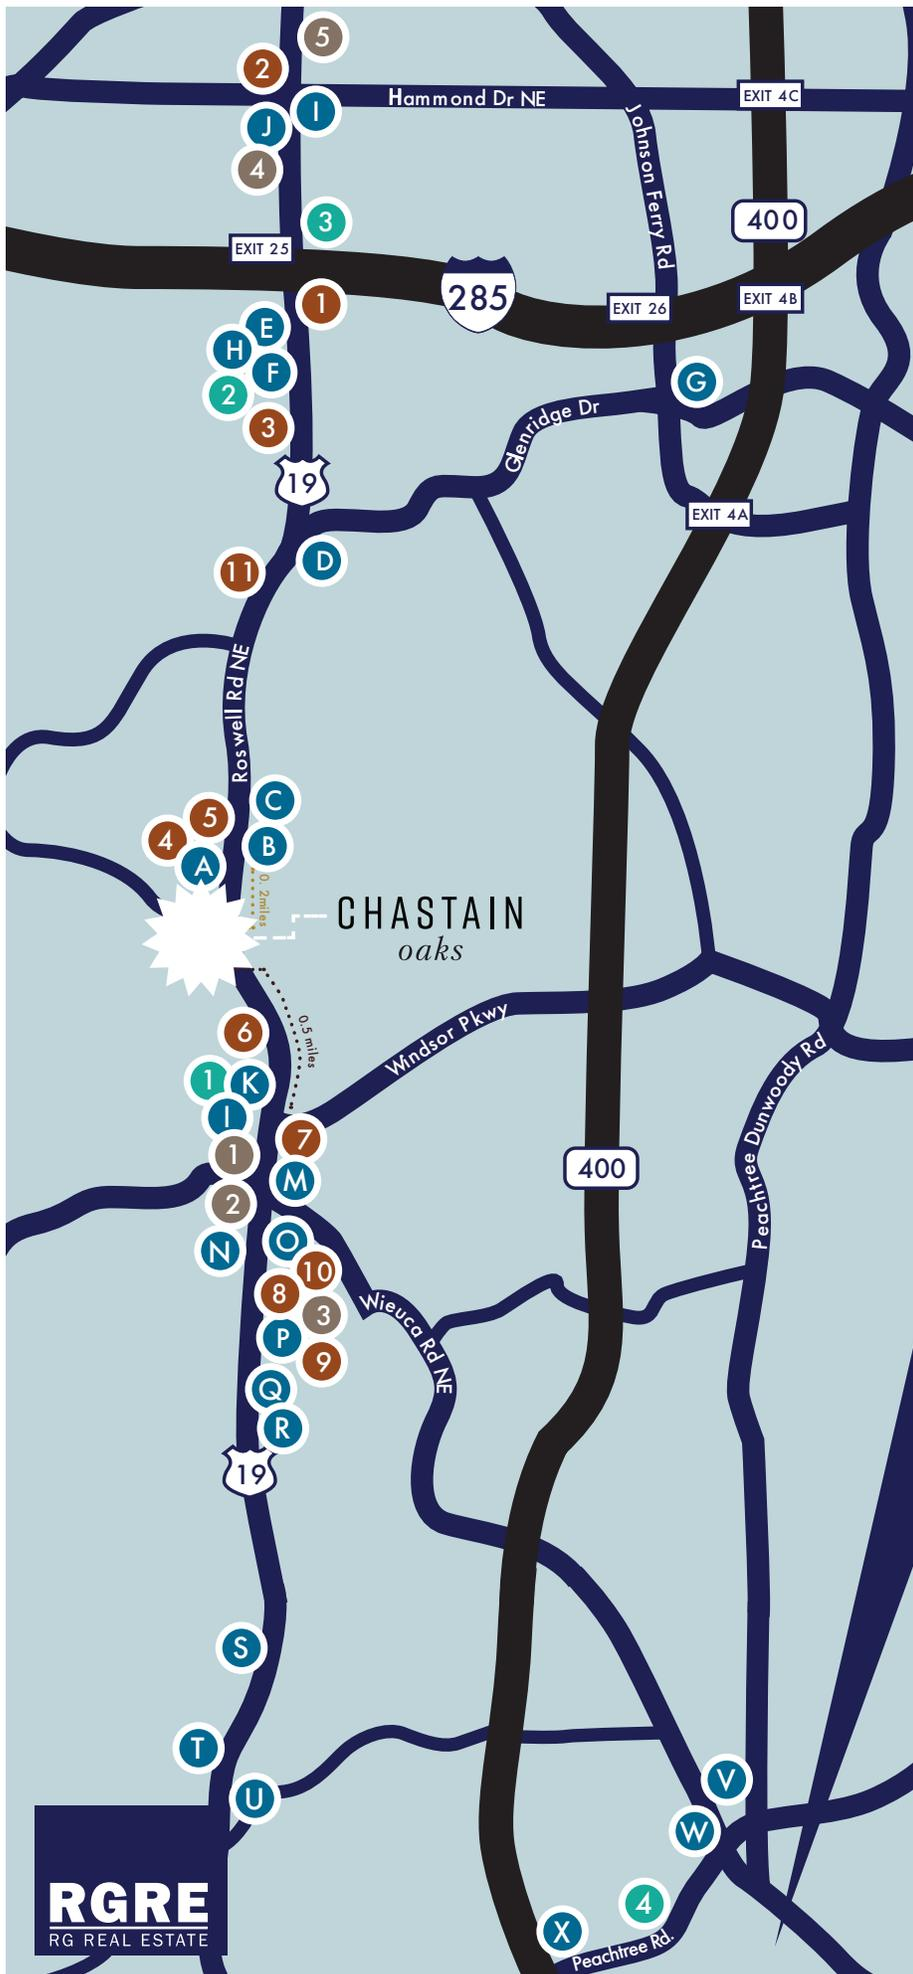 5
2
Hammond Dr NE
EXIT 4C
I
J
Johnson Ferry Rd
4
400
3
EXIT 25
285
EXIT 4B
1
EXIT 26
E
H
F
G
2
3
Glenridge Dr
19
EXIT 4A
D
11
Roswell Rd NE
C
5
4
B
A
0.2miles
CHASTAIN
oaks
0.5 miles
Windsor Pkwy
6
Peachtree Dunwoody Rd
1
K
I
7
1
400
M
2
O
N
10
8
Wieuca Rd NE
3
P
9
Q
R
19
S
T
V
U
W
4
X
RGRE
RG REAL ESTATE
Peachtree Rd.